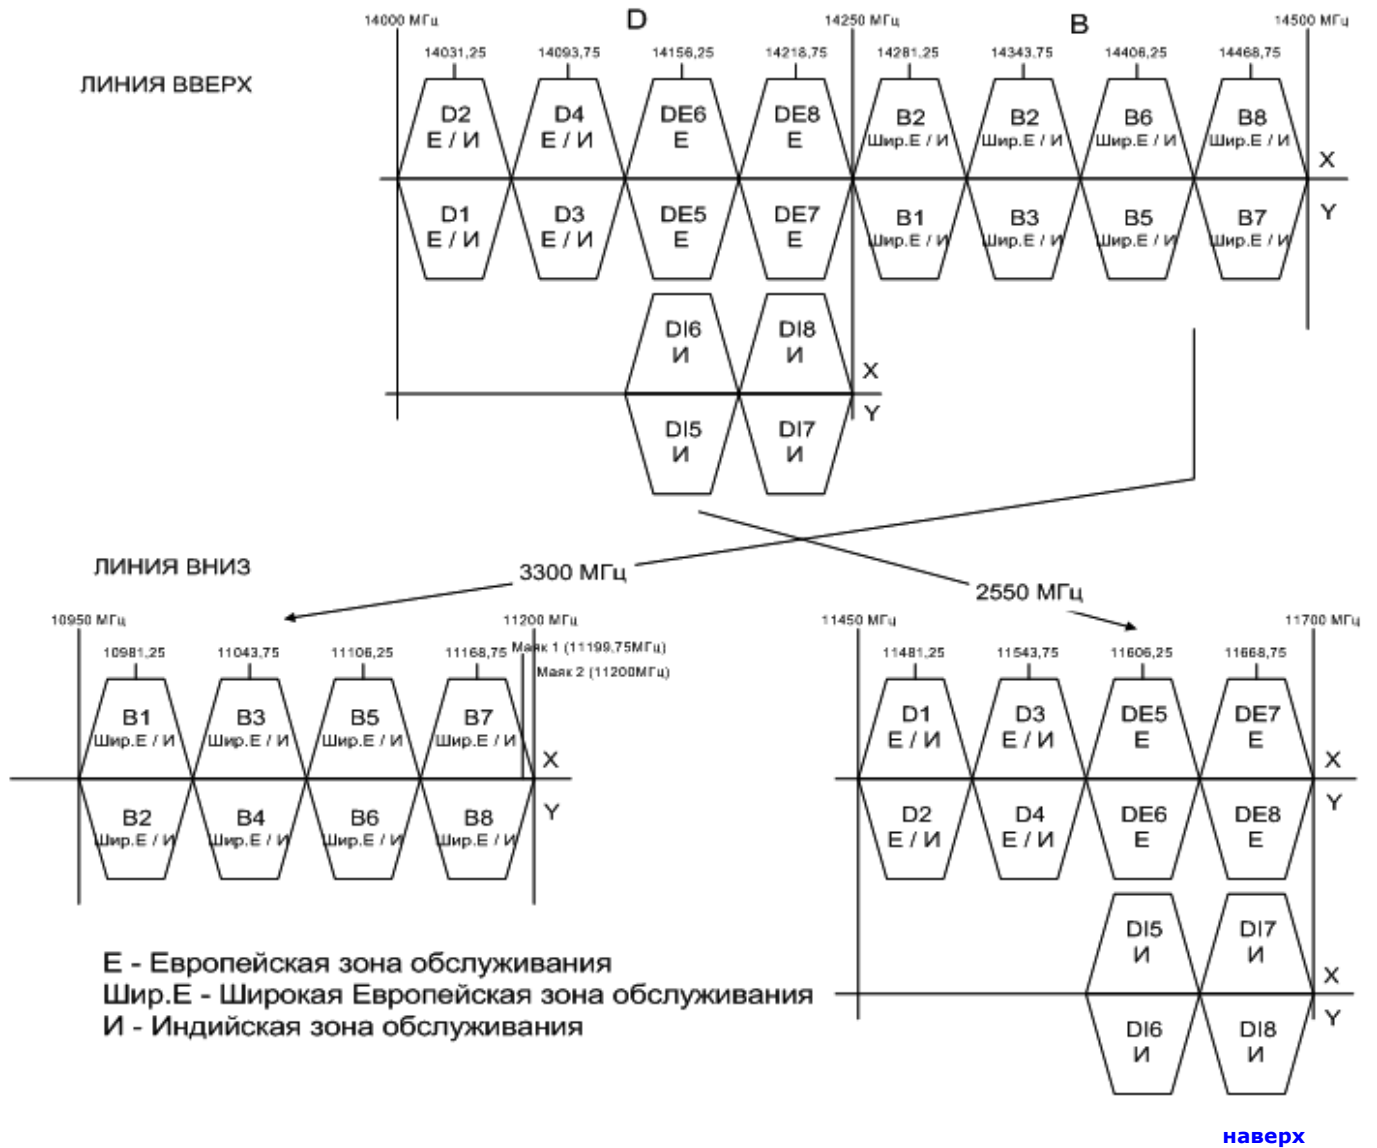 14000 МГц D 14250 МГц B 14500 МГц
14031,25 14093,75 14156,25 14218,75 14281,25 14343,75 14406,25 14468,75
ЛИНИЯ ВВЕРХ
D2 D4 DE6 DE8 B2 B2 B6 B8
Е / И Е / И Е Е Шир.Е / И Шир.Е / И Шир.Е / И Шир.Е / И
X
Y
D1 D3 DE5 DE7 B1 B3 B5 B7
Е / И Е / И Е Е Шир.Е / И Шир.Е / И Шир.Е / И Шир.Е / И
DI6 DI8
И И
X
Y
DI5 DI7
И И
ЛИНИЯ ВНИЗ
3300 МГц
2550 МГц
10950 МГц 11200 МГц
10981,25 11043,75 11106,25 11168,75
Маяк 1 (11199,75МГц)
Маяк 2 (11200МГц)
B1 B3 B5 B7
Шир.Е / И Шир.Е / И Шир.Е / И Шир.Е / И
X
Y
B2 B4 B6 B8
Шир.Е / И Шир.Е / И Шир.Е / И Шир.Е / И
11450 МГц 11700 МГц
11481,25 11543,75 11606,25 11668,75
D1 D3 DE5 DE7
Е / И Е / И Е Е
X
Y
D2 D4 DE6 DE8
Е / И Е / И Е Е
DI5 DI7
И И
X
Y
DI6 DI8
И И
Е - Европейская зона обслуживания
Шир.Е - Широкая Европейская зона обслуживания
И - Индийская зона обслуживания
наверх